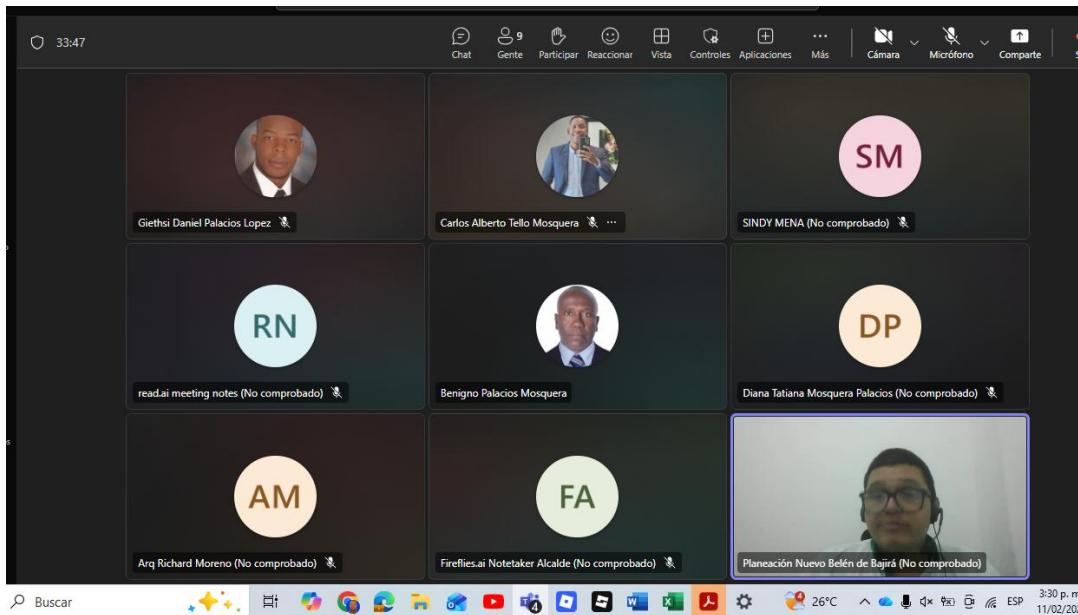 33:47
9
Chat Gente Participar Reaccionar Vista Controles Aplicaciones Más Cámara Micrófono Comparte
SM
Giethsi Daniel Palacios Lopez
Carlos Alberto Tello Mosquera ...
SINDY MENA (No comprobado)
RN
DP
read.ai meeting notes (No comprobado)
Benigno Palacios Mosquera
Diana Tatiana Mosquera Palacios (No comprobado)
AM
FA
Arq Richard Moreno (No comprobado)
Fireflies.ai Notetaker Alcalde (No comprobado)
Planeación Nuevo Belén de Bajirá (No comprobado)
Buscar
4
26°C
ESP
3:30 p. m
11/02/20